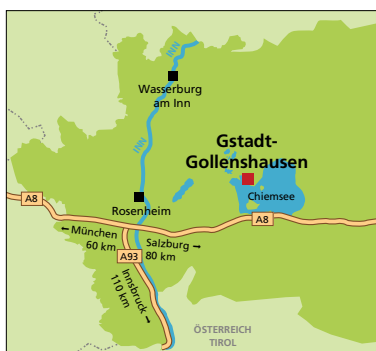 INN
Wasserburg
am Inn
Gstadt-
Gollenshausen
INN
Chiemsee
A8
Rosenheim
A8
← München
60 km
Salzburg →
80 km
A93
Innsbruck →
110 km
ÖSTERREICH
TIROL